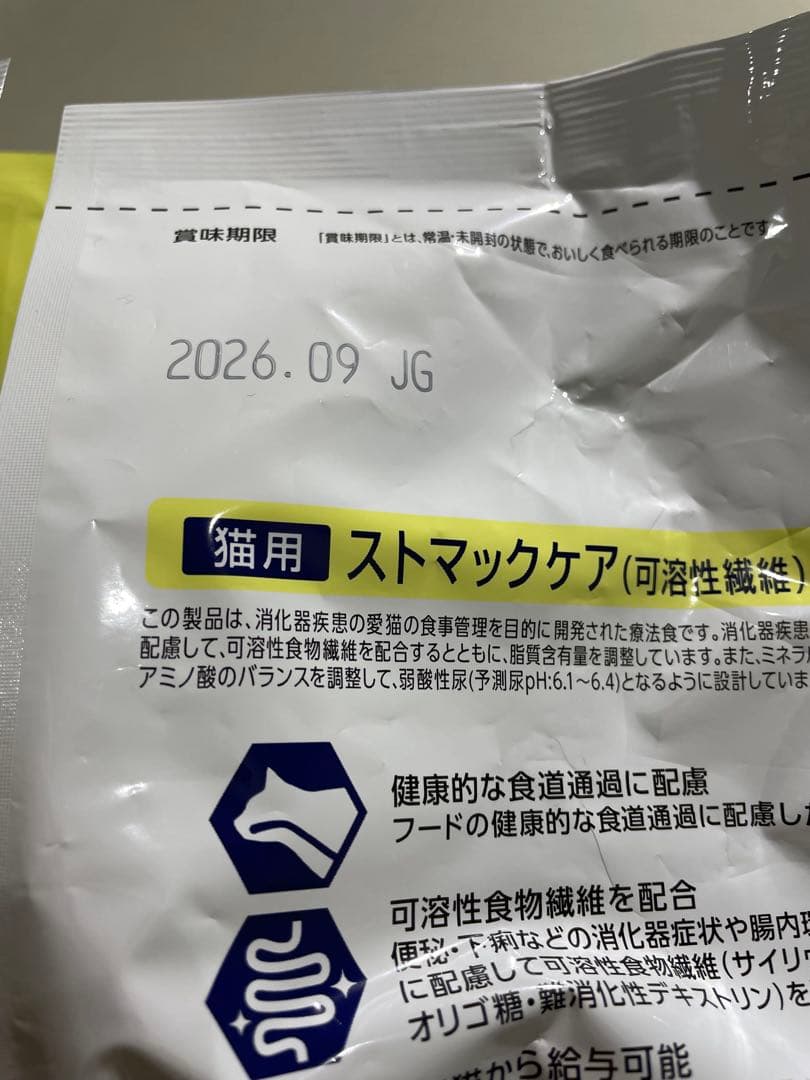 賞味期限 「賞味期限」とは、常温・未開封の状態で、おいしく食べられる期限のことです。
2026.09 JG
猫用 ストマックケア(可溶性繊維)
この製品は、消化器疾患の愛猫の食事管理を目的に開発された療法食です。消化器疾患
配慮して、可溶性食物繊維を配合するとともに、脂質含有量を調整しています。また、ミネラル
アミノ酸のバランスを調整して、弱酸性尿(予測尿pH:6.1〜6.4)となるように設計していま
健康的な食道通過に配慮
フードの健康的な食道通過に配慮した
可溶性食物繊維を配合
便秘・下痢などの消化器症状や腸内環
に配慮して可溶性食物繊維(サイリウ
オリゴ糖・難消化性デキストリン)を
猫から給与可能